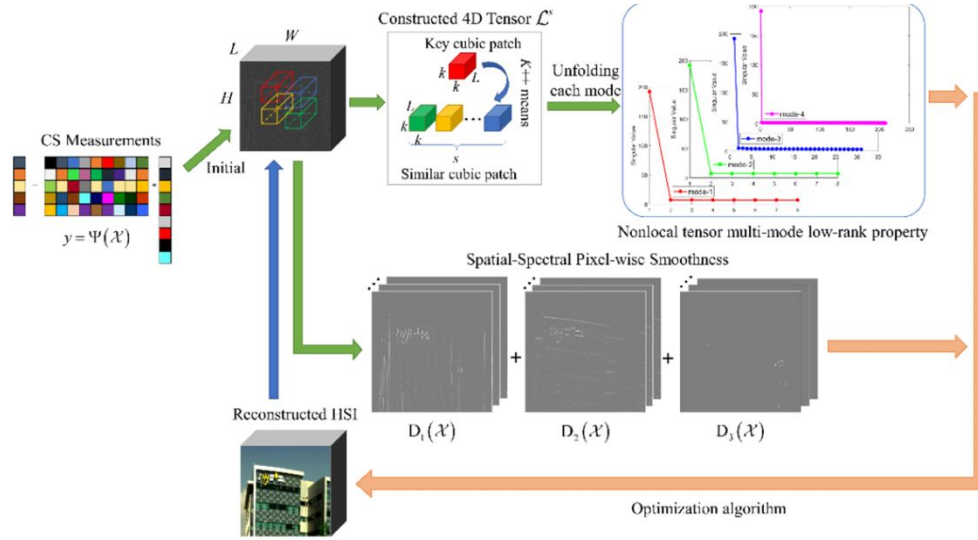 Constructed 4D Tensor 𝓛ˢ
Key cubic patch
k
k
L
K++ means
L
k
k
s
Similar cubic patch
L
W
H
CS Measurements
y = Ψ(𝒳)
Initial
Unfolding
each mode
Singular Value
mode-4
Singular Value
mode-3
Singular Value
mode-2
Singular Value
mode-1
Nonlocal tensor multi-mode low-rank property
Spatial-Spectral Pixel-wise Smoothness
+
+
D₁(𝒳)
D₂(𝒳)
D₃(𝒳)
Reconstructed HSI
Optimization algorithm